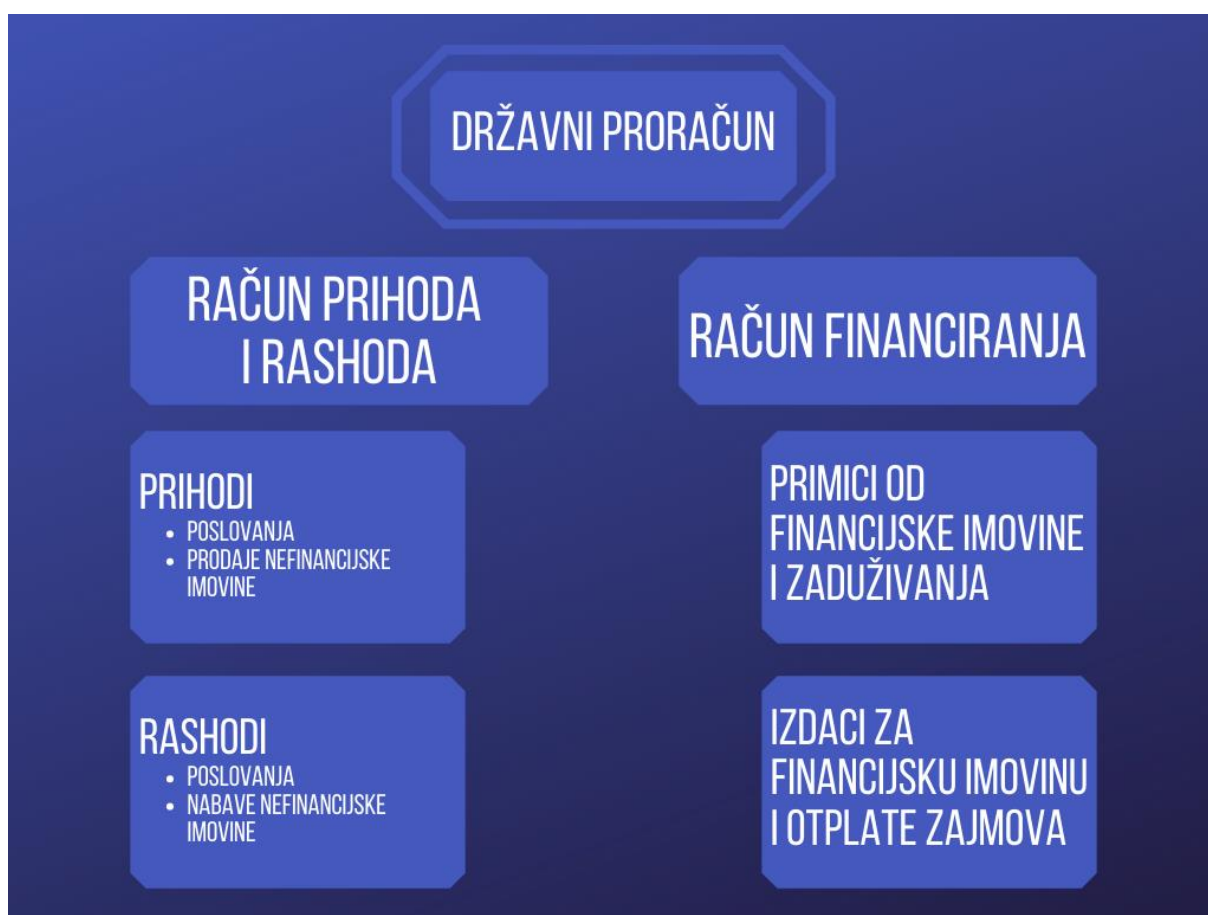 DRŽAVNI PRORAČUN
RAČUN PRIHODA
I RASHODA
RAČUN FINANCIRANJA
PRIHODI
• POSLOVANJA
• PRODAJE NEFINANCIJSKE
IMOVINE
PRIMICI OD
FINANCIJSKE IMOVINE
I ZADUŽIVANJA
RASHODI
• POSLOVANJA
• NABAVE NEFINANCIJSKE
IMOVINE
IZDACI ZA
FINANCIJSKU IMOVINU
I OTPLATE ZAJMOVA